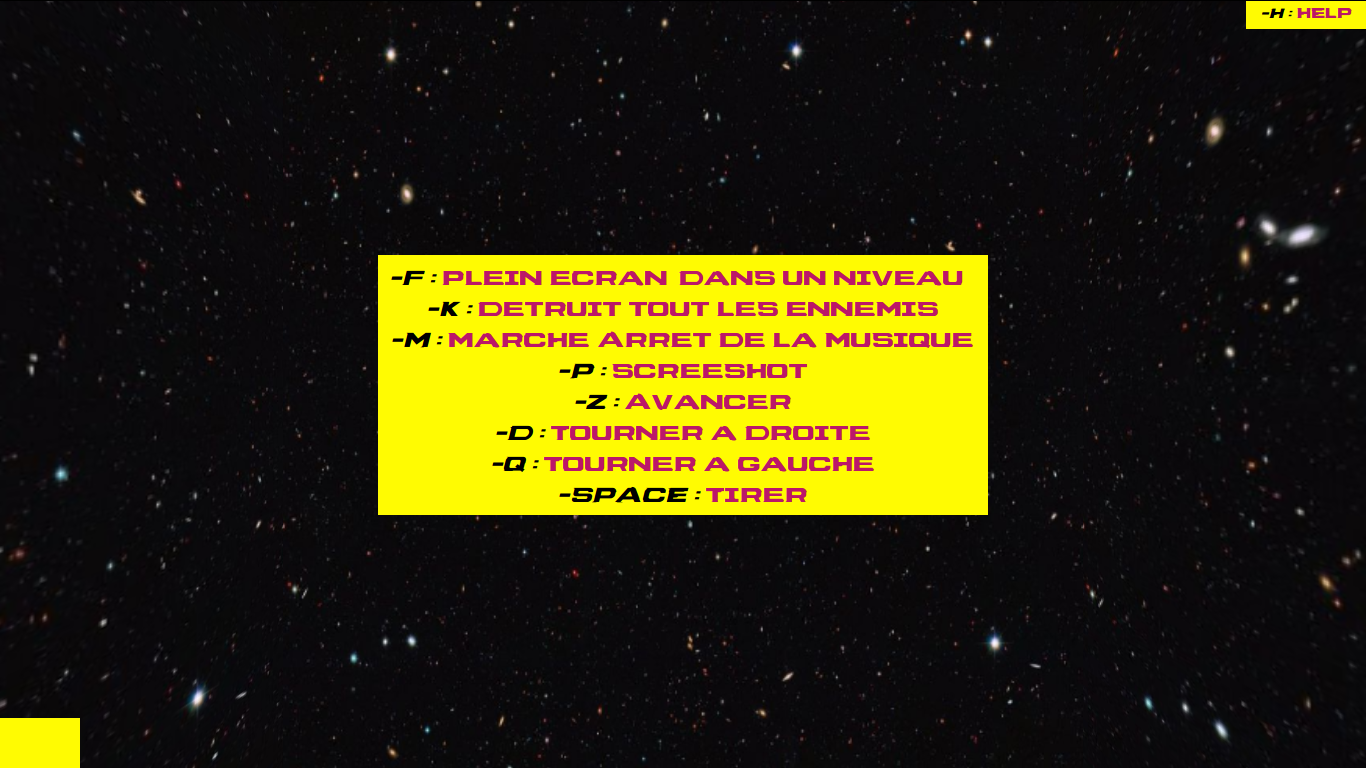 -H : HELP
-F : PLEIN ECRAN DANS UN NIVEAU
-K : DETRUIT TOUT LES ENNEMIS
-M : MARCHE ARRET DE LA MUSIQUE
-P : SCREESHOT
-Z : AVANCER
-D : TOURNER A DROITE
-Q : TOURNER A GAUCHE
-SPACE : TIRER